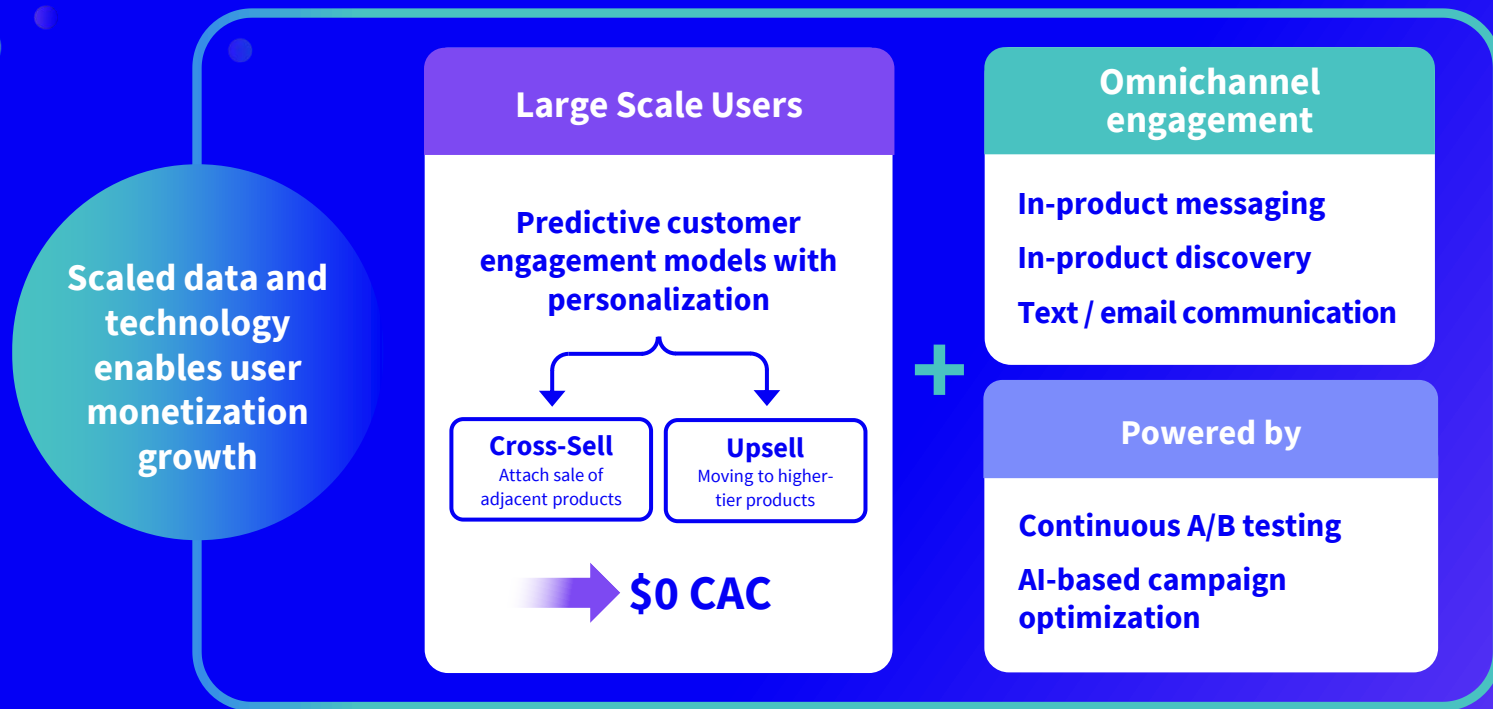 Scaled data and
technology
enables user
monetization
growth
Large Scale Users
Predictive customer
engagement models with
personalization
Cross-Sell
Attach sale of
adjacent products
Upsell
Moving to higher-
tier products
$0 CAC
+
Omnichannel
engagement
In-product messaging
In-product discovery
Text / email communication
Powered by
Continuous A/B testing
AI-based campaign
optimization